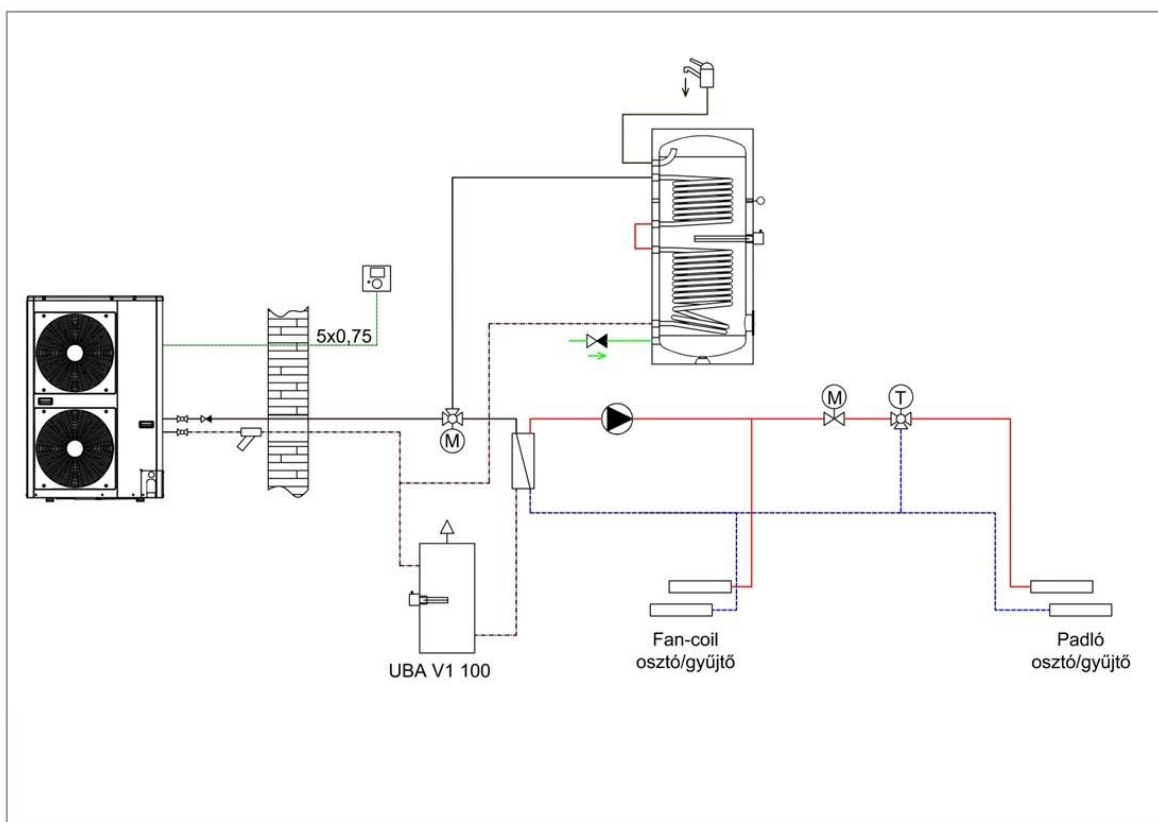 5x0,75
M
M
T
UBA V1 100
Fan-coil
osztó/gyűjtő
Padló
osztó/gyűjtő